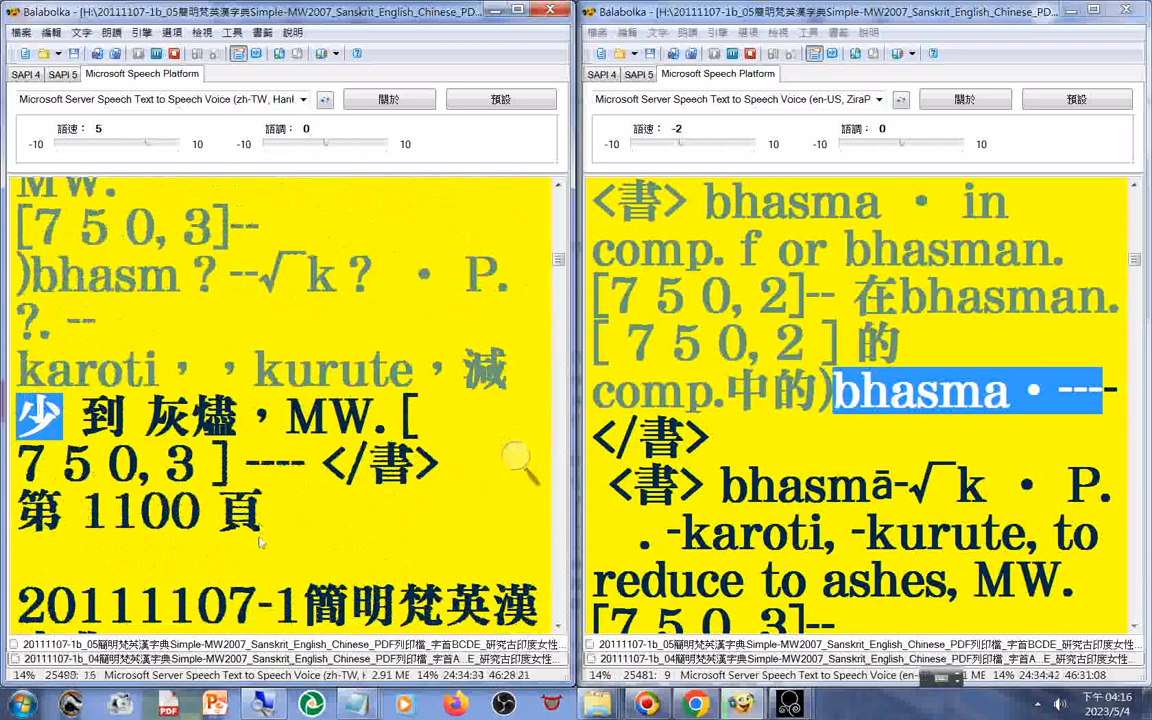 Balabolka - [H:\20111107-1b_05簡明梵英漢字典Simple-MW2007_Sanskrit_English_Chinese_PD...
檔案 編輯 文字 朗讀 引擎 選項 檢視 工具 書籤 說明
SAPI 4 SAPI 5 Microsoft Speech Platform
Microsoft Server Speech Text to Speech Voice (zh-TW, HanH
關於 預設
語速： 5 語調： 0
-10 10 -10 10
MW.
[7 5 0, 3]--
)bhasm？--√k？ • P.
?. --
karoti，，kurute，減
少 到 灰燼，MW. [
7 5 0, 3 ] ---- </書>
第 1100 頁
20111107-1簡明梵英漢
20111107-1b_05簡明梵英漢字典Simple-MW2007_Sanskrit_English_Chinese_PDF列印檔_字首BCDE_研究古印度女性...
20111107-1b_04簡明梵英漢字典Simple-MW2007_Sanskrit_English_Chinese_PDF列印檔_字首A...E_研究古印度女性...
14% 25498: 16 Microsoft Server Speech Text to Speech Voice (zh-TW, H 2.91 ME 14% 24:34:33 46:28:21
Balabolka - [H:\20111107-1b_05簡明梵英漢字典Simple-MW2007_Sanskrit_English_Chinese_PD...
檔案 編輯 文字 朗讀 引擎 選項 檢視 工具 書籤 說明
SAPI 4 SAPI 5 Microsoft Speech Platform
Microsoft Server Speech Text to Speech Voice (en-US, ZiraP
關於 預設
語速： -2 語調： 0
-10 10 -10 10
<書> bhasma • in
comp. f or bhasman.
[7 5 0, 2]-- 在bhasman.
[ 7 5 0, 2 ] 的
comp.中的)bhasma • ----
</書>
<書> bhasmā-√k • P.
. -karoti, -kurute, to
reduce to ashes, MW.
[7 5 0, 3]--
20111107-1b_05簡明梵英漢字典Simple-MW2007_Sanskrit_English_Chinese_PDF列印檔_字首BCDE_研究古印度女性...
20111107-1b_04簡明梵英漢字典Simple-MW2007_Sanskrit_English_Chinese_PDF列印檔_字首A...E_研究古印度女性...
14% 25481: 9 Microsoft Server Speech Text to Speech Voice (en-US, ME 14% 24:34:42 46:31:08
下午 04:16
2023/5/4